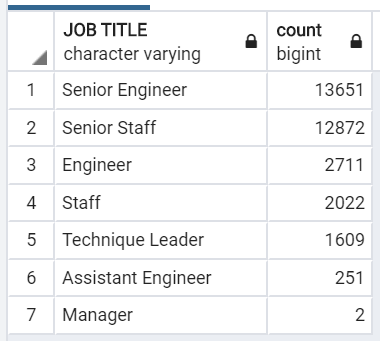 JOB TITLE count
character varying bigint
1 Senior Engineer 13651
2 Senior Staff 12872
3 Engineer 2711
4 Staff 2022
5 Technique Leader 1609
6 Assistant Engineer 251
7 Manager 2